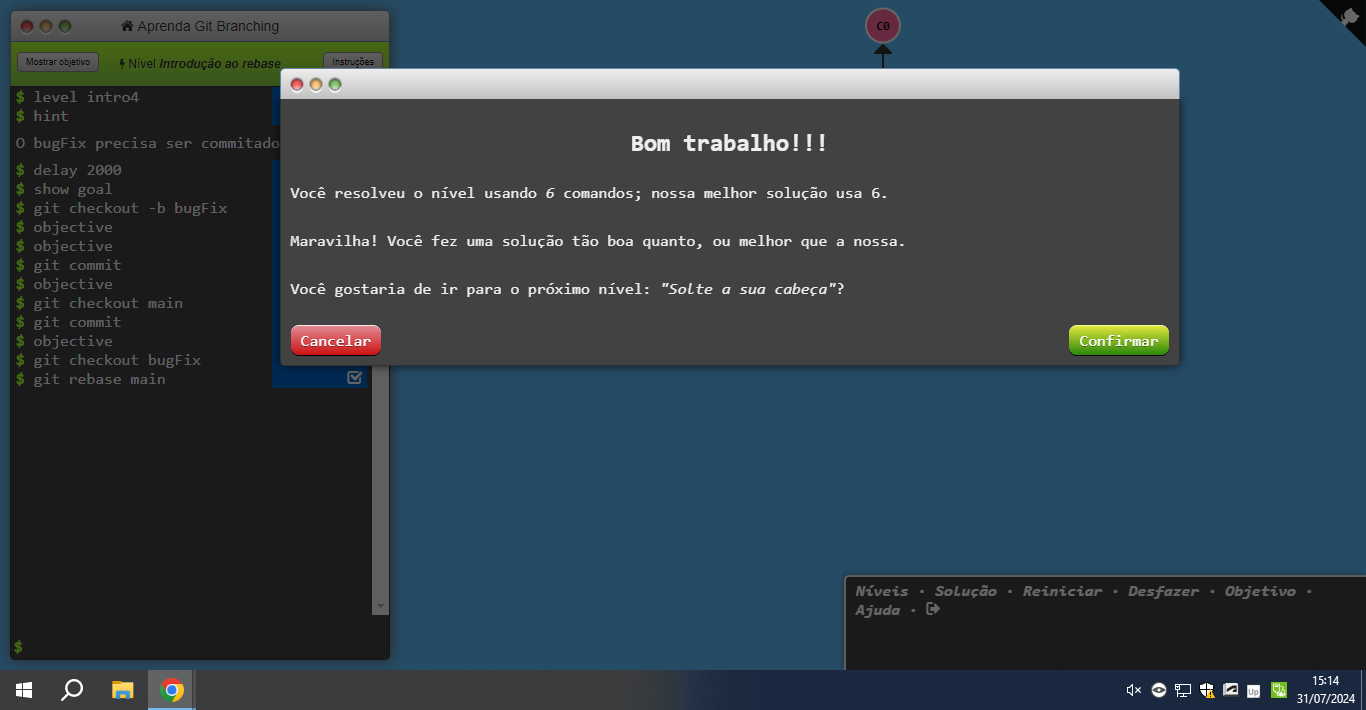 Aprenda Git Branching
Mostrar objetivo
Nível Introdução ao rebase
Instruções
$ level intro4
$ hint
O bugFix precisa ser commitado
$ delay 2000
$ show goal
$ git checkout -b bugFix
$ objective
$ objective
$ git commit
$ objective
$ git checkout main
$ git commit
$ objective
$ git checkout bugFix
$ git rebase main
$
C0
Bom trabalho!!!
Você resolveu o nível usando 6 comandos; nossa melhor solução usa 6.
Maravilha! Você fez uma solução tão boa quanto, ou melhor que a nossa.
Você gostaria de ir para o próximo nível: "Solte a sua cabeça"?
Cancelar
Confirmar
Níveis · Solução · Reiniciar · Desfazer · Objetivo ·
Ajuda ·
Up
15:14
31/07/2024